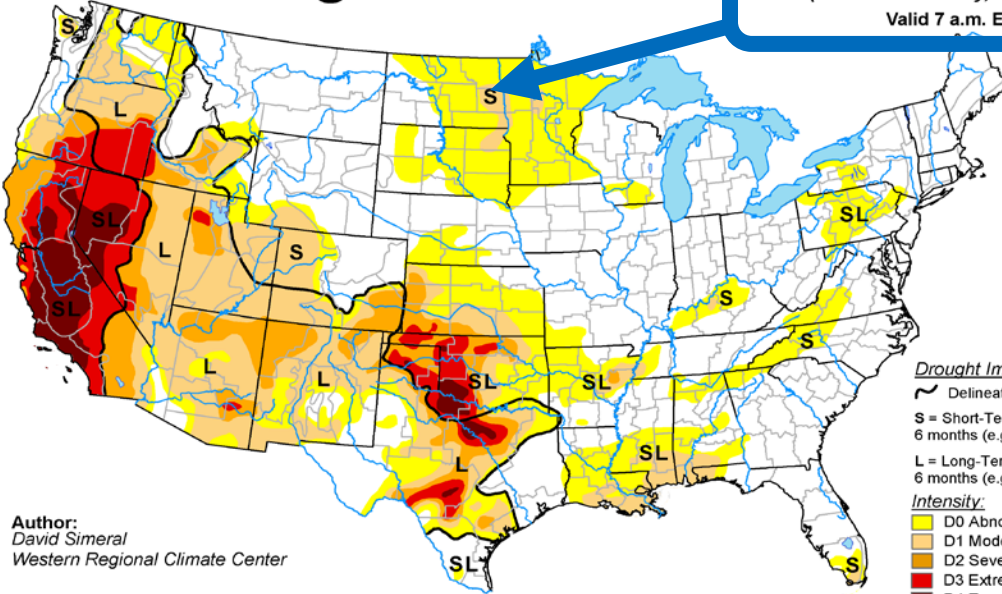 Valid 7 a.m. E
S
L
SL
L
S
S
SL
S
SL
L
L
SL
SL
S
L
SL
SL
S
Drought Im
Delineat
S = Short-Te
6 months (e.g
L = Long-Ter
6 months (e.g
Intensity:
D0 Abno
D1 Mode
D2 Seve
D3 Extre
Author:
David Simeral
Western Regional Climate Center